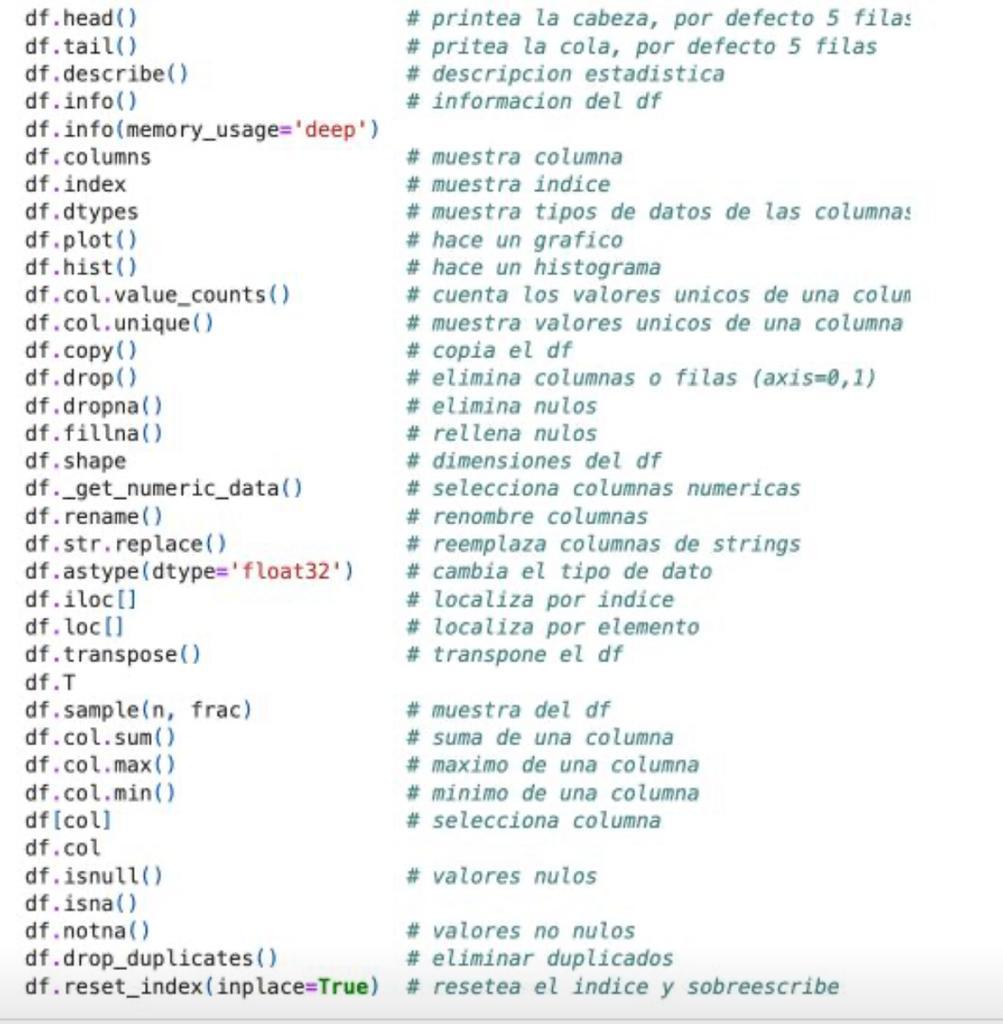 df.head() # printea la cabeza, por defecto 5 filas
df.tail() # pritea la cola, por defecto 5 filas
df.describe() # descripcion estadistica
df.info() # informacion del df
df.info(memory_usage='deep')
df.columns # muestra columna
df.index # muestra indice
df.dtypes # muestra tipos de datos de las columnas
df.plot() # hace un grafico
df.hist() # hace un histograma
df.col.value_counts() # cuenta los valores unicos de una colum
df.col.unique() # muestra valores unicos de una columna
df.copy() # copia el df
df.drop() # elimina columnas o filas (axis=0,1)
df.dropna() # elimina nulos
df.fillna() # rellena nulos
df.shape # dimensiones del df
df._get_numeric_data() # selecciona columnas numericas
df.rename() # renombre columnas
df.str.replace() # reemplaza columnas de strings
df.astype(dtype='float32') # cambia el tipo de dato
df.iloc[] # localiza por indice
df.loc[] # localiza por elemento
df.transpose() # transpone el df
df.T
df.sample(n, frac) # muestra del df
df.col.sum() # suma de una columna
df.col.max() # maximo de una columna
df.col.min() # minimo de una columna
df[col] # selecciona columna
df.col
df.isnull() # valores nulos
df.isna()
df.notna() # valores no nulos
df.drop_duplicates() # eliminar duplicados
df.reset_index(inplace=True) # resetea el indice y sobreescribe